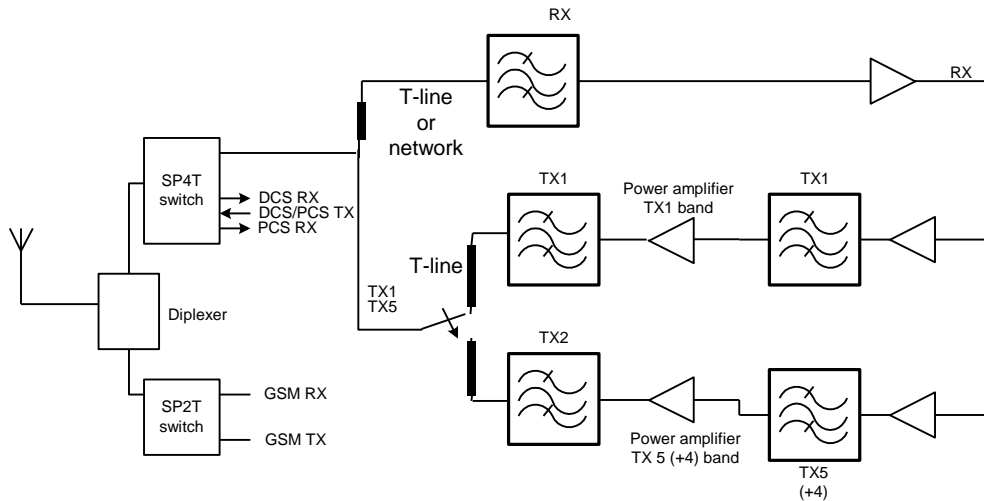 RX
T-line
or
network
RX
SP4T
switch
DCS RX
DCS/PCS TX
PCS RX
TX1
Power amplifier
TX1 band
TX1
T-line
TX1
TX5
Diplexer
TX2
SP2T
switch
GSM RX
GSM TX
Power amplifier
TX 5 (+4) band
TX5
(+4)